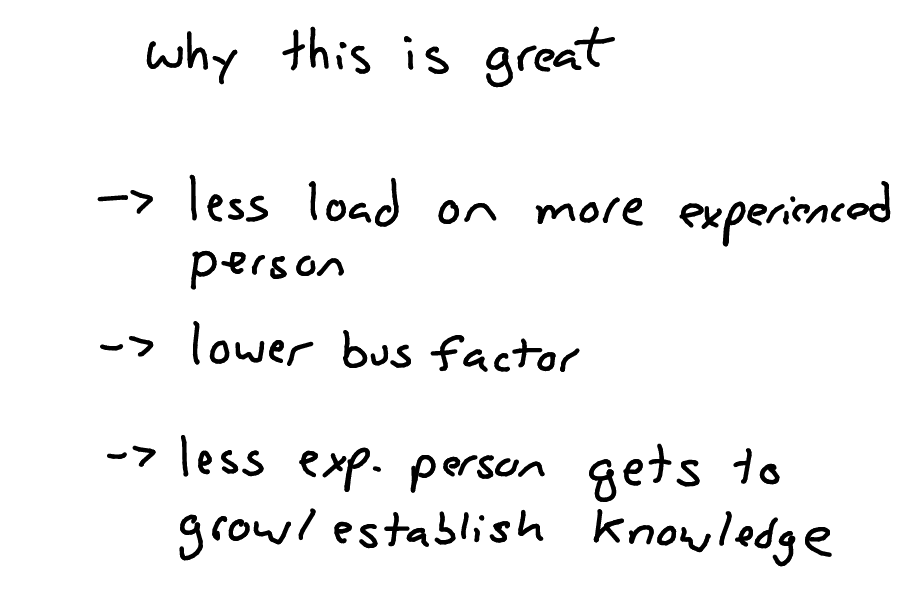 why this is great
-> less load on more experienced
person
-> lower bus factor
-> less exp. person gets to
grow/establish knowledge